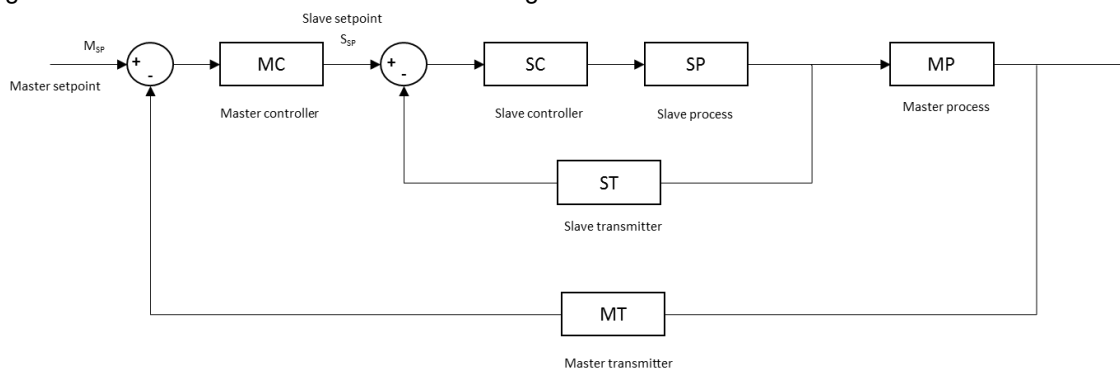 Slave setpoint
M_SP
S_SP
+
-
MC
+
-
SC
SP
MP
Master setpoint
Master controller
Slave controller
Slave process
Master process
ST
Slave transmitter
MT
Master transmitter